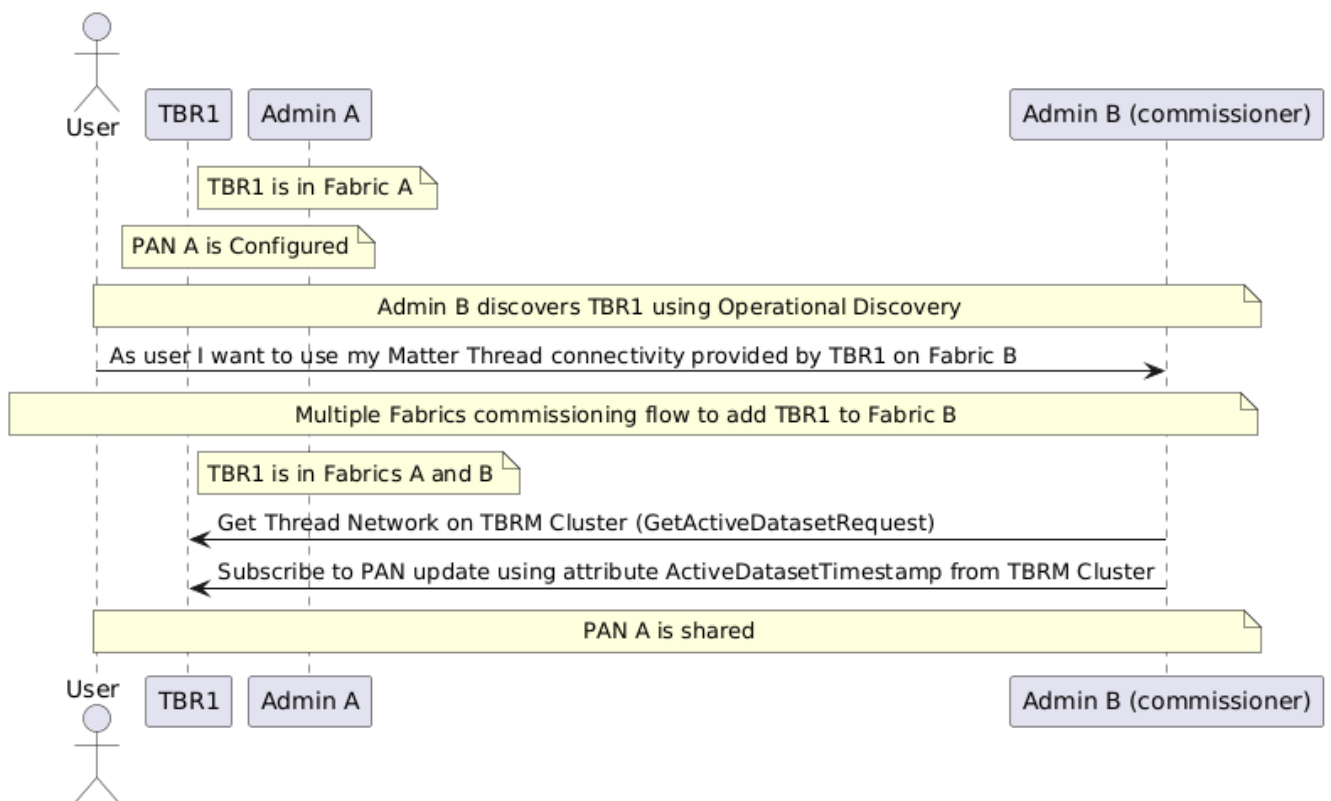 User
TBR1
Admin A
Admin B (commissioner)
TBR1 is in Fabric A
PAN A is Configured
Admin B discovers TBR1 using Operational Discovery
As user I want to use my Matter Thread connectivity provided by TBR1 on Fabric B
Multiple Fabrics commissioning flow to add TBR1 to Fabric B
TBR1 is in Fabrics A and B
Get Thread Network on TBRM Cluster (GetActiveDatasetRequest)
Subscribe to PAN update using attribute ActiveDatasetTimestamp from TBRM Cluster
PAN A is shared
User
TBR1
Admin A
Admin B (commissioner)